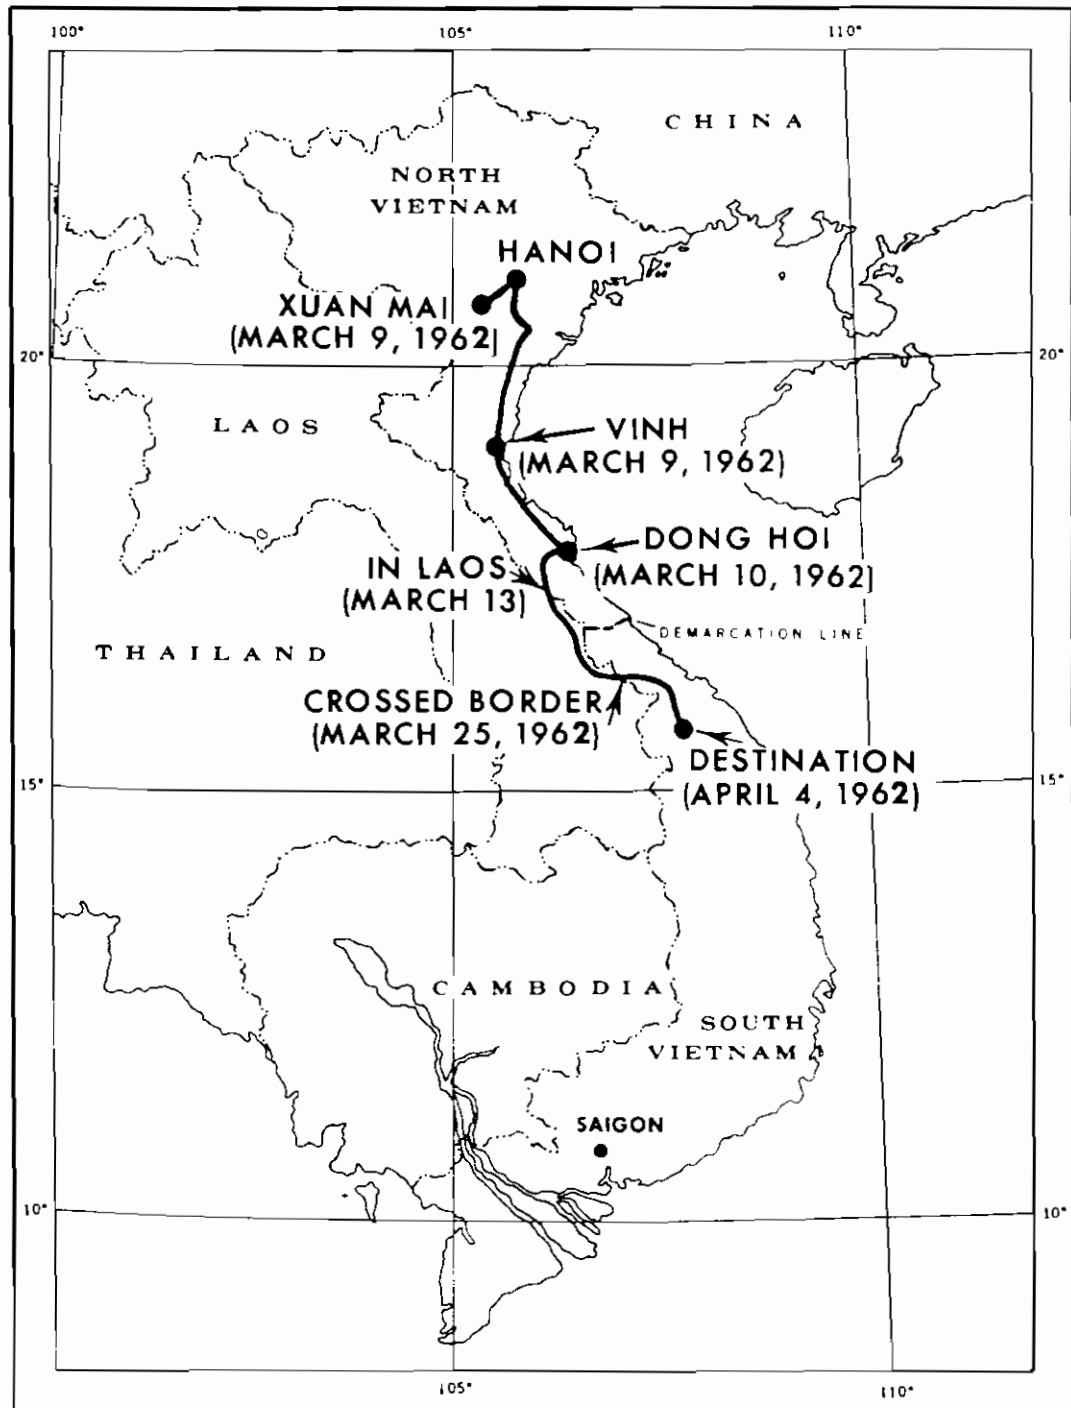 100°
105°
110°
CHINA
NORTH
VIETNAM
HANOI
XUAN MAI
(MARCH 9, 1962)
20°
20°
LAOS
VINH
(MARCH 9, 1962)
DONG HOI
(MARCH 10, 1962)
IN LAOS
(MARCH 13)
DEMARCATION LINE
THAILAND
CROSSED BORDER
(MARCH 25, 1962)
DESTINATION
(APRIL 4, 1962)
15°
15°
CAMBODIA
SOUTH
VIETNAM
SAIGON
10°
10°
105°
110°